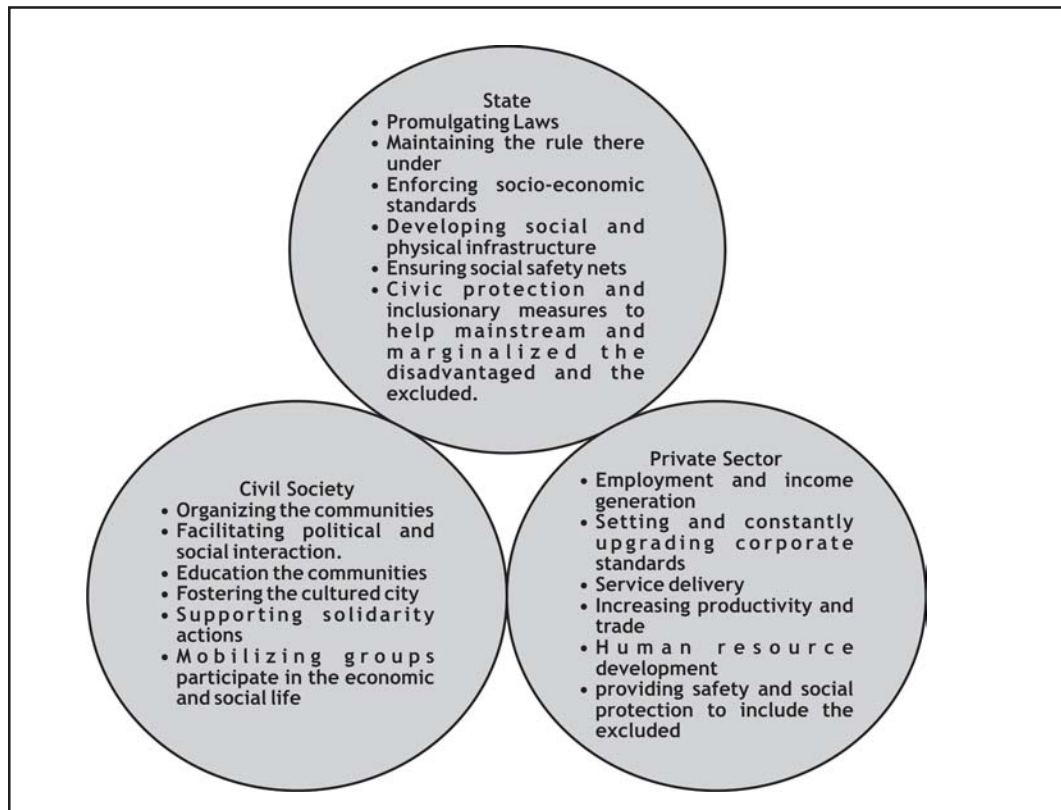 State
• Promulgating Laws
• Maintaining the rule there
under
• Enforcing socio-economic
standards
• Developing social and
physical infrastructure
• Ensuring social safety nets
• Civic protection and
inclusionary measures to
help mainstream and
marginalized the
disadvantaged and the
excluded.
Civil Society
• Organizing the communities
• Facilitating political and
social interaction.
• Education the communities
• Fostering the cultured city
• Supporting solidarity
actions
• Mobilizing groups
participate in the economic
and social life
Private Sector
• Employment and income
generation
• Setting and constantly
upgrading corporate
standards
• Service delivery
• Increasing productivity and
trade
• Human resource
development
• providing safety and social
protection to include the
excluded